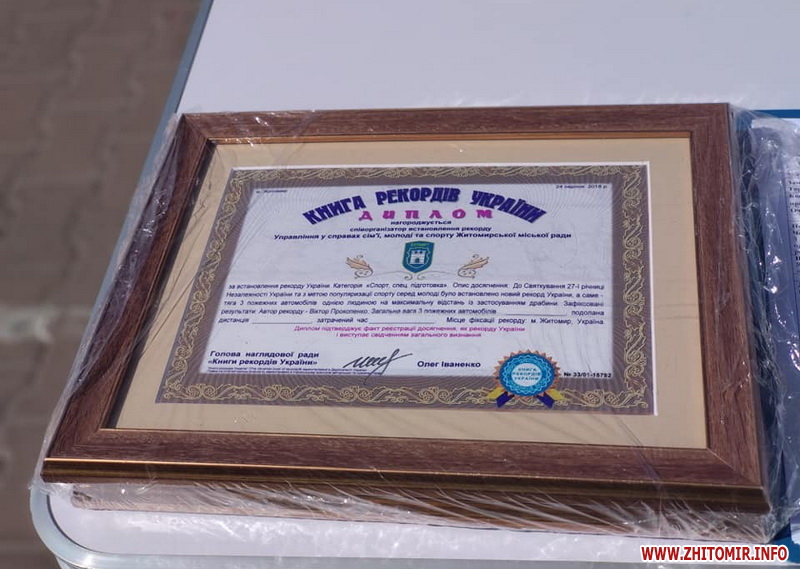 м. Житомир 24 серпня 2018 р.
КНИГА РЕКОРДІВ УКРАЇНИ
ДИПЛОМ
нагороджується
співорганізатор встановлення рекорду
Управління у справах сім'ї, молоді та спорту Житомирської міської ради
за встановлення рекорду України. Категорія «Спорт, спец. підготовка». Опис досягнення. До Святкування 27-ї річниці
Незалежності України та з метою популяризації спорту серед молоді було встановлено новий рекорд України, а саме -
тяга 3 пожежних автомобілів однією людиною на максимальну відстань із застосуванням драбини. Зафіксовані
результати: Автор рекорду - Віктор Прокопенко. Загальна вага 3 пожежних автомобілів подолана
дистанція затрачений час Місце фіксації рекорду: м. Житомир, Україна
Диплом підтверджує факт реєстрації досягнення, як рекорду України
і виступає свідченням загального визнання
Голова наглядової ради
«Книги рекордів України» Олег Іваненко
КНИГА
РЕКОРДІВ
УКРАЇНИ
№ 33/01-18792
WWW.ZHITOMIR.INFO